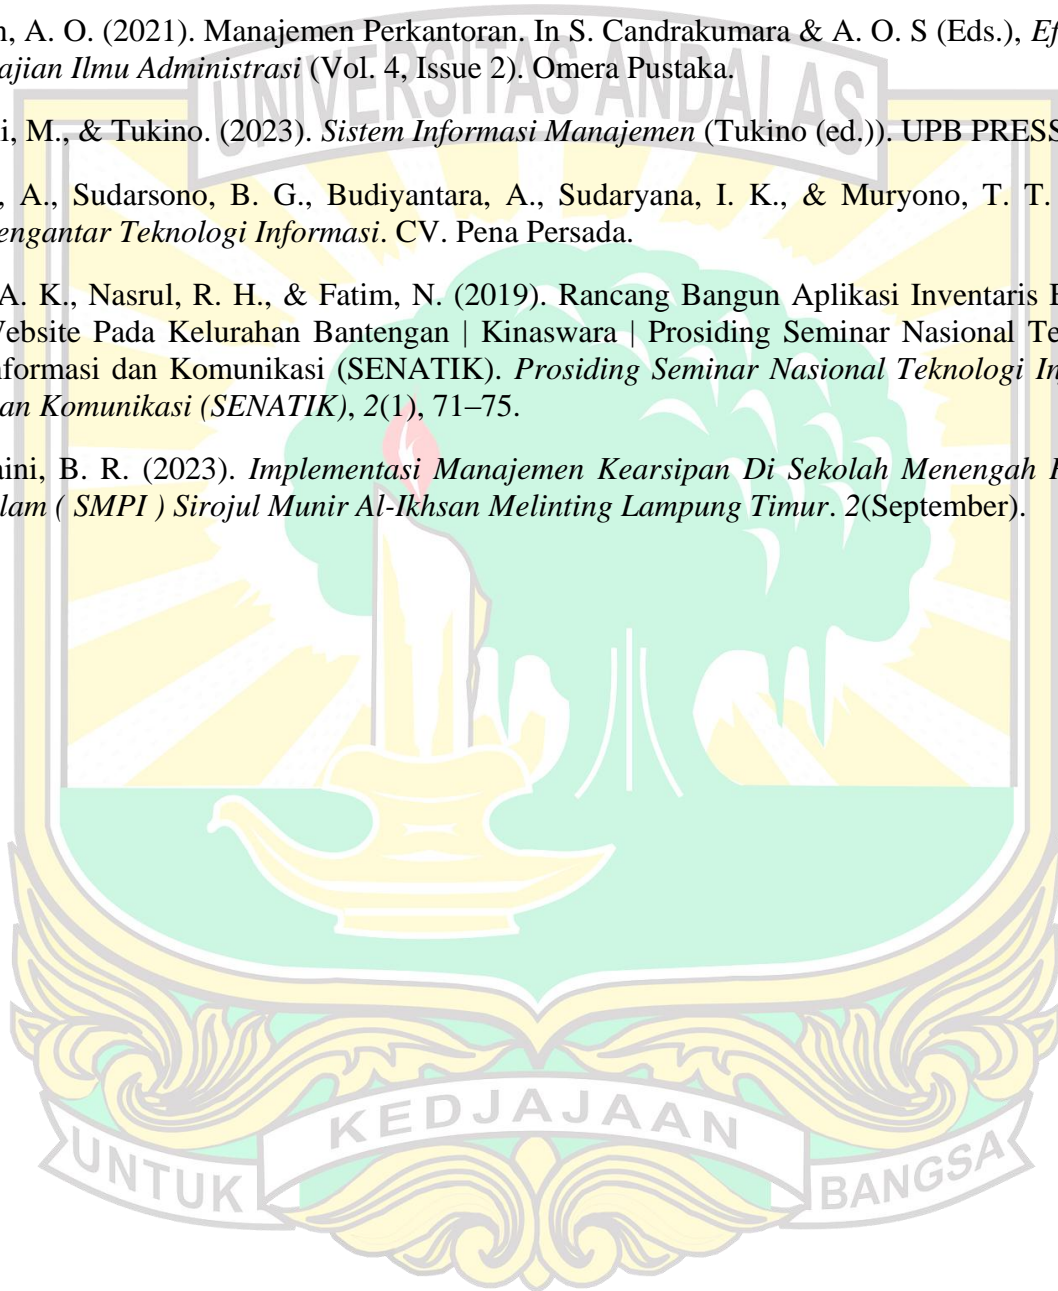 n, A. O. (2021). Manajemen Perkantoran. In S. Candrakumara & A. O. S (Eds.), Ef
ajian Ilmu Administrasi (Vol. 4, Issue 2). Omera Pustaka.
UNIVERSITAS ANDALAS
i, M., & Tukino. (2023). Sistem Informasi Manajemen (Tukino (ed.)). UPB PRESS
, A., Sudarsono, B. G., Budiyantara, A., Sudaryana, I. K., & Muryono, T. T.
engantar Teknologi Informasi. CV. Pena Persada.
A. K., Nasrul, R. H., & Fatim, N. (2019). Rancang Bangun Aplikasi Inventaris
ebsite Pada Kelurahan Bantengan | Kinaswara | Prosiding Seminar Nasional Te
nformasi dan Komunikasi (SENATIK). Prosiding Seminar Nasional Teknologi In
an Komunikasi (SENATIK), 2(1), 71–75.
aini, B. R. (2023). Implementasi Manajemen Kearsipan Di Sekolah Menengah
lam ( SMPI ) Sirojul Munir Al-Ikhsan Melinting Lampung Timur. 2(September).
UNTUK KEDJAJAAN BANGSA